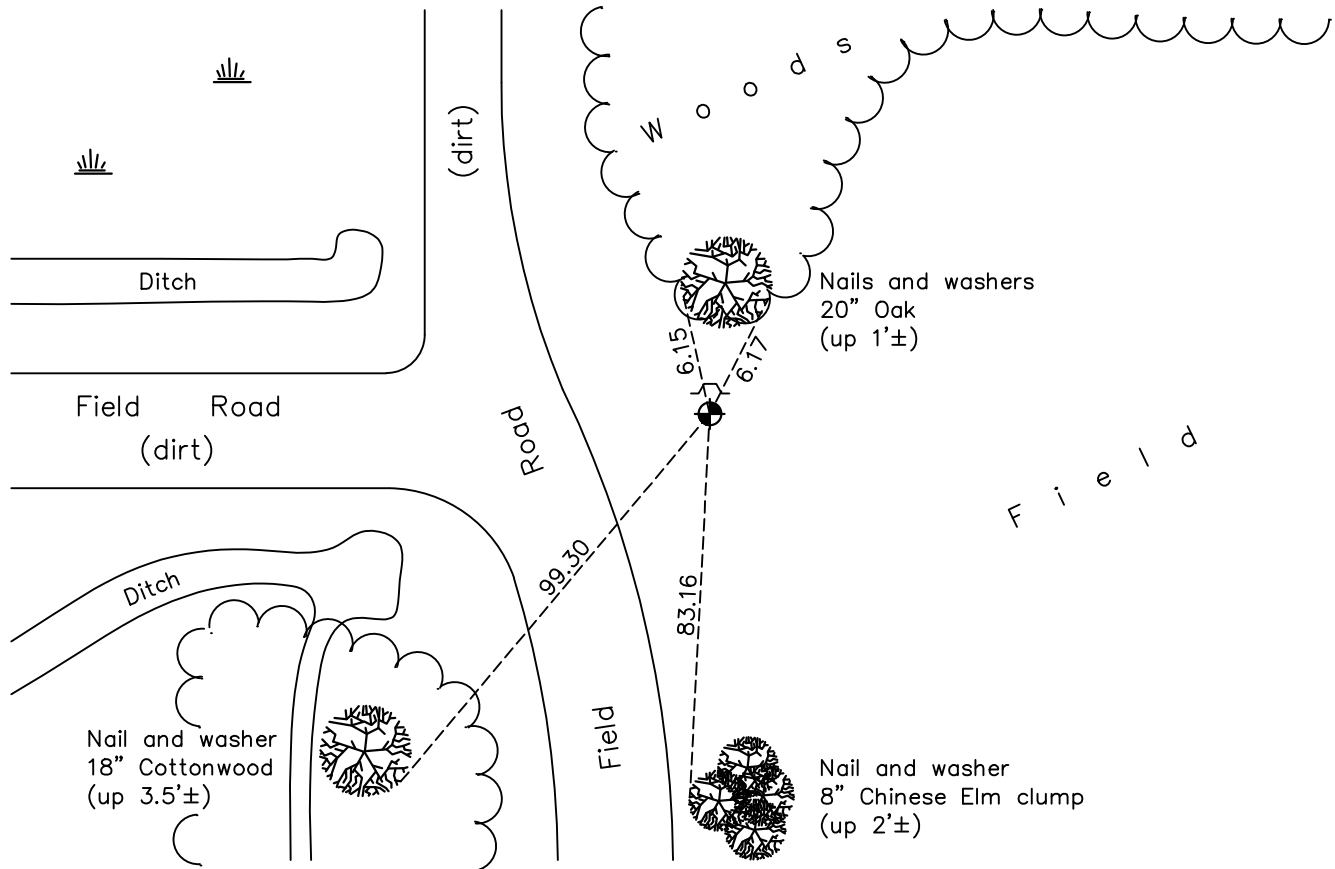 Woods
(dirt)
Ditch
Nails and washers
20” Oak
(up 1'±)
6.15
6.17
Field Road
(dirt)
Road
Field
Ditch
99.30
83.16
Field
Nail and washer
18” Cottonwood
(up 3.5'±)
Nail and washer
8” Chinese Elm clump
(up 2'±)